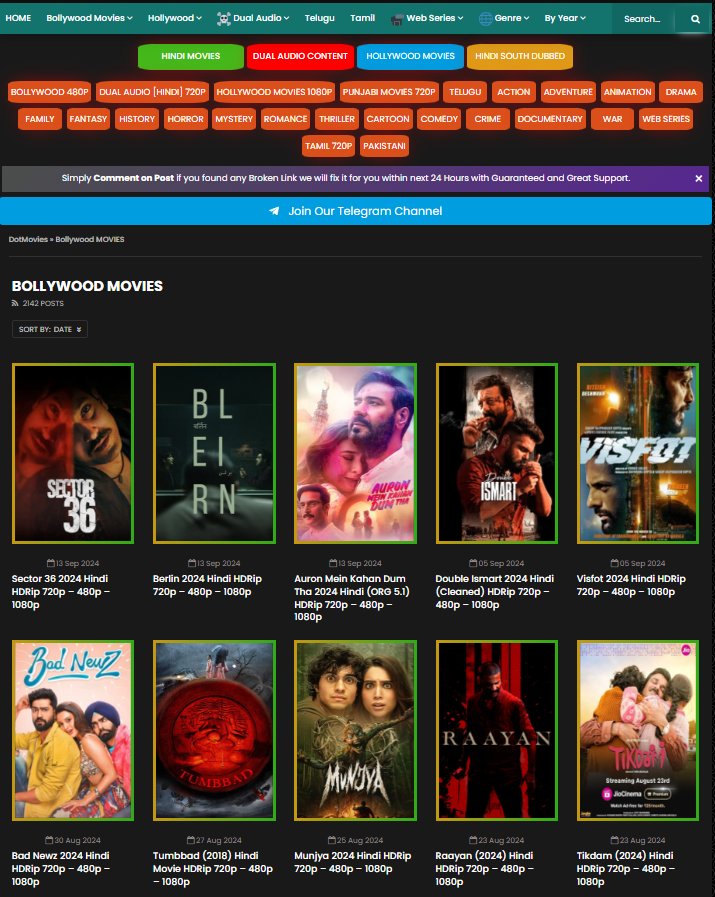 HOME Bollywood Movies Hollywood Dual Audio Telugu Tamil Web Series Genre By Year Search...
HINDI MOVIES DUAL AUDIO CONTENT HOLLYWOOD MOVIES HINDI SOUTH DUBBED
BOLLYWOOD 480P DUAL AUDIO [HINDI] 720P HOLLYWOOD MOVIES 1080P PUNJABI MOVIES 720P TELUGU ACTION ADVENTURE ANIMATION DRAMA
FAMILY FANTASY HISTORY HORROR MYSTERY ROMANCE THRILLER CARTOON COMEDY CRIME DOCUMENTARY WAR WEB SERIES
TAMIL 720P PAKISTANI
Simply Comment on Post if you found any Broken Link we will fix it for you within next 24 Hours with Guaranteed and Great Support. ×
Join Our Telegram Channel
DotMovies » Bollywood MOVIES
BOLLYWOOD MOVIES
2142 POSTS
SORT BY: DATE
SECTOR
36
13 Sep 2024
Sector 36 2024 Hindi
HDRip 720p – 480p –
1080p
BL
बर्लिन
EI
RN
13 Sep 2024
Berlin 2024 Hindi HDRip
720p – 480p – 1080p
AURON
MEIN KAHAN
DUM THA
13 Sep 2024
Auron Mein Kahan Dum
Tha 2024 Hindi (ORG 5.1)
HDRip 720p – 480p –
1080p
Double
ISMART
05 Sep 2024
Double Ismart 2024 Hindi
(Cleaned) HDRip 720p –
480p – 1080p
RITEISH
DESHMUKH
VISFOT
05 Sep 2024
Visfot 2024 Hindi HDRip
720p – 480p – 1080p
Bad Newz
30 Aug 2024
Bad Newz 2024 Hindi
HDRip 720p – 480p –
1080p
TUMBBAD
27 Aug 2024
Tumbbad (2018) Hindi
Movie HDRip 720p – 480p
– 1080p
MUNJYA
25 Aug 2024
Munjya 2024 Hindi HDRip
720p – 480p – 1080p
RAAYAN
23 Aug 2024
Raayan (2024) Hindi
HDRip 720p – 480p –
1080p
Jio
TIKDAM
Streaming August 23rd
JioCinema Premium
Watch Ad-free for
23 Aug 2024
Tikdam (2024) Hindi
HDRip 720p – 480p –
1080p